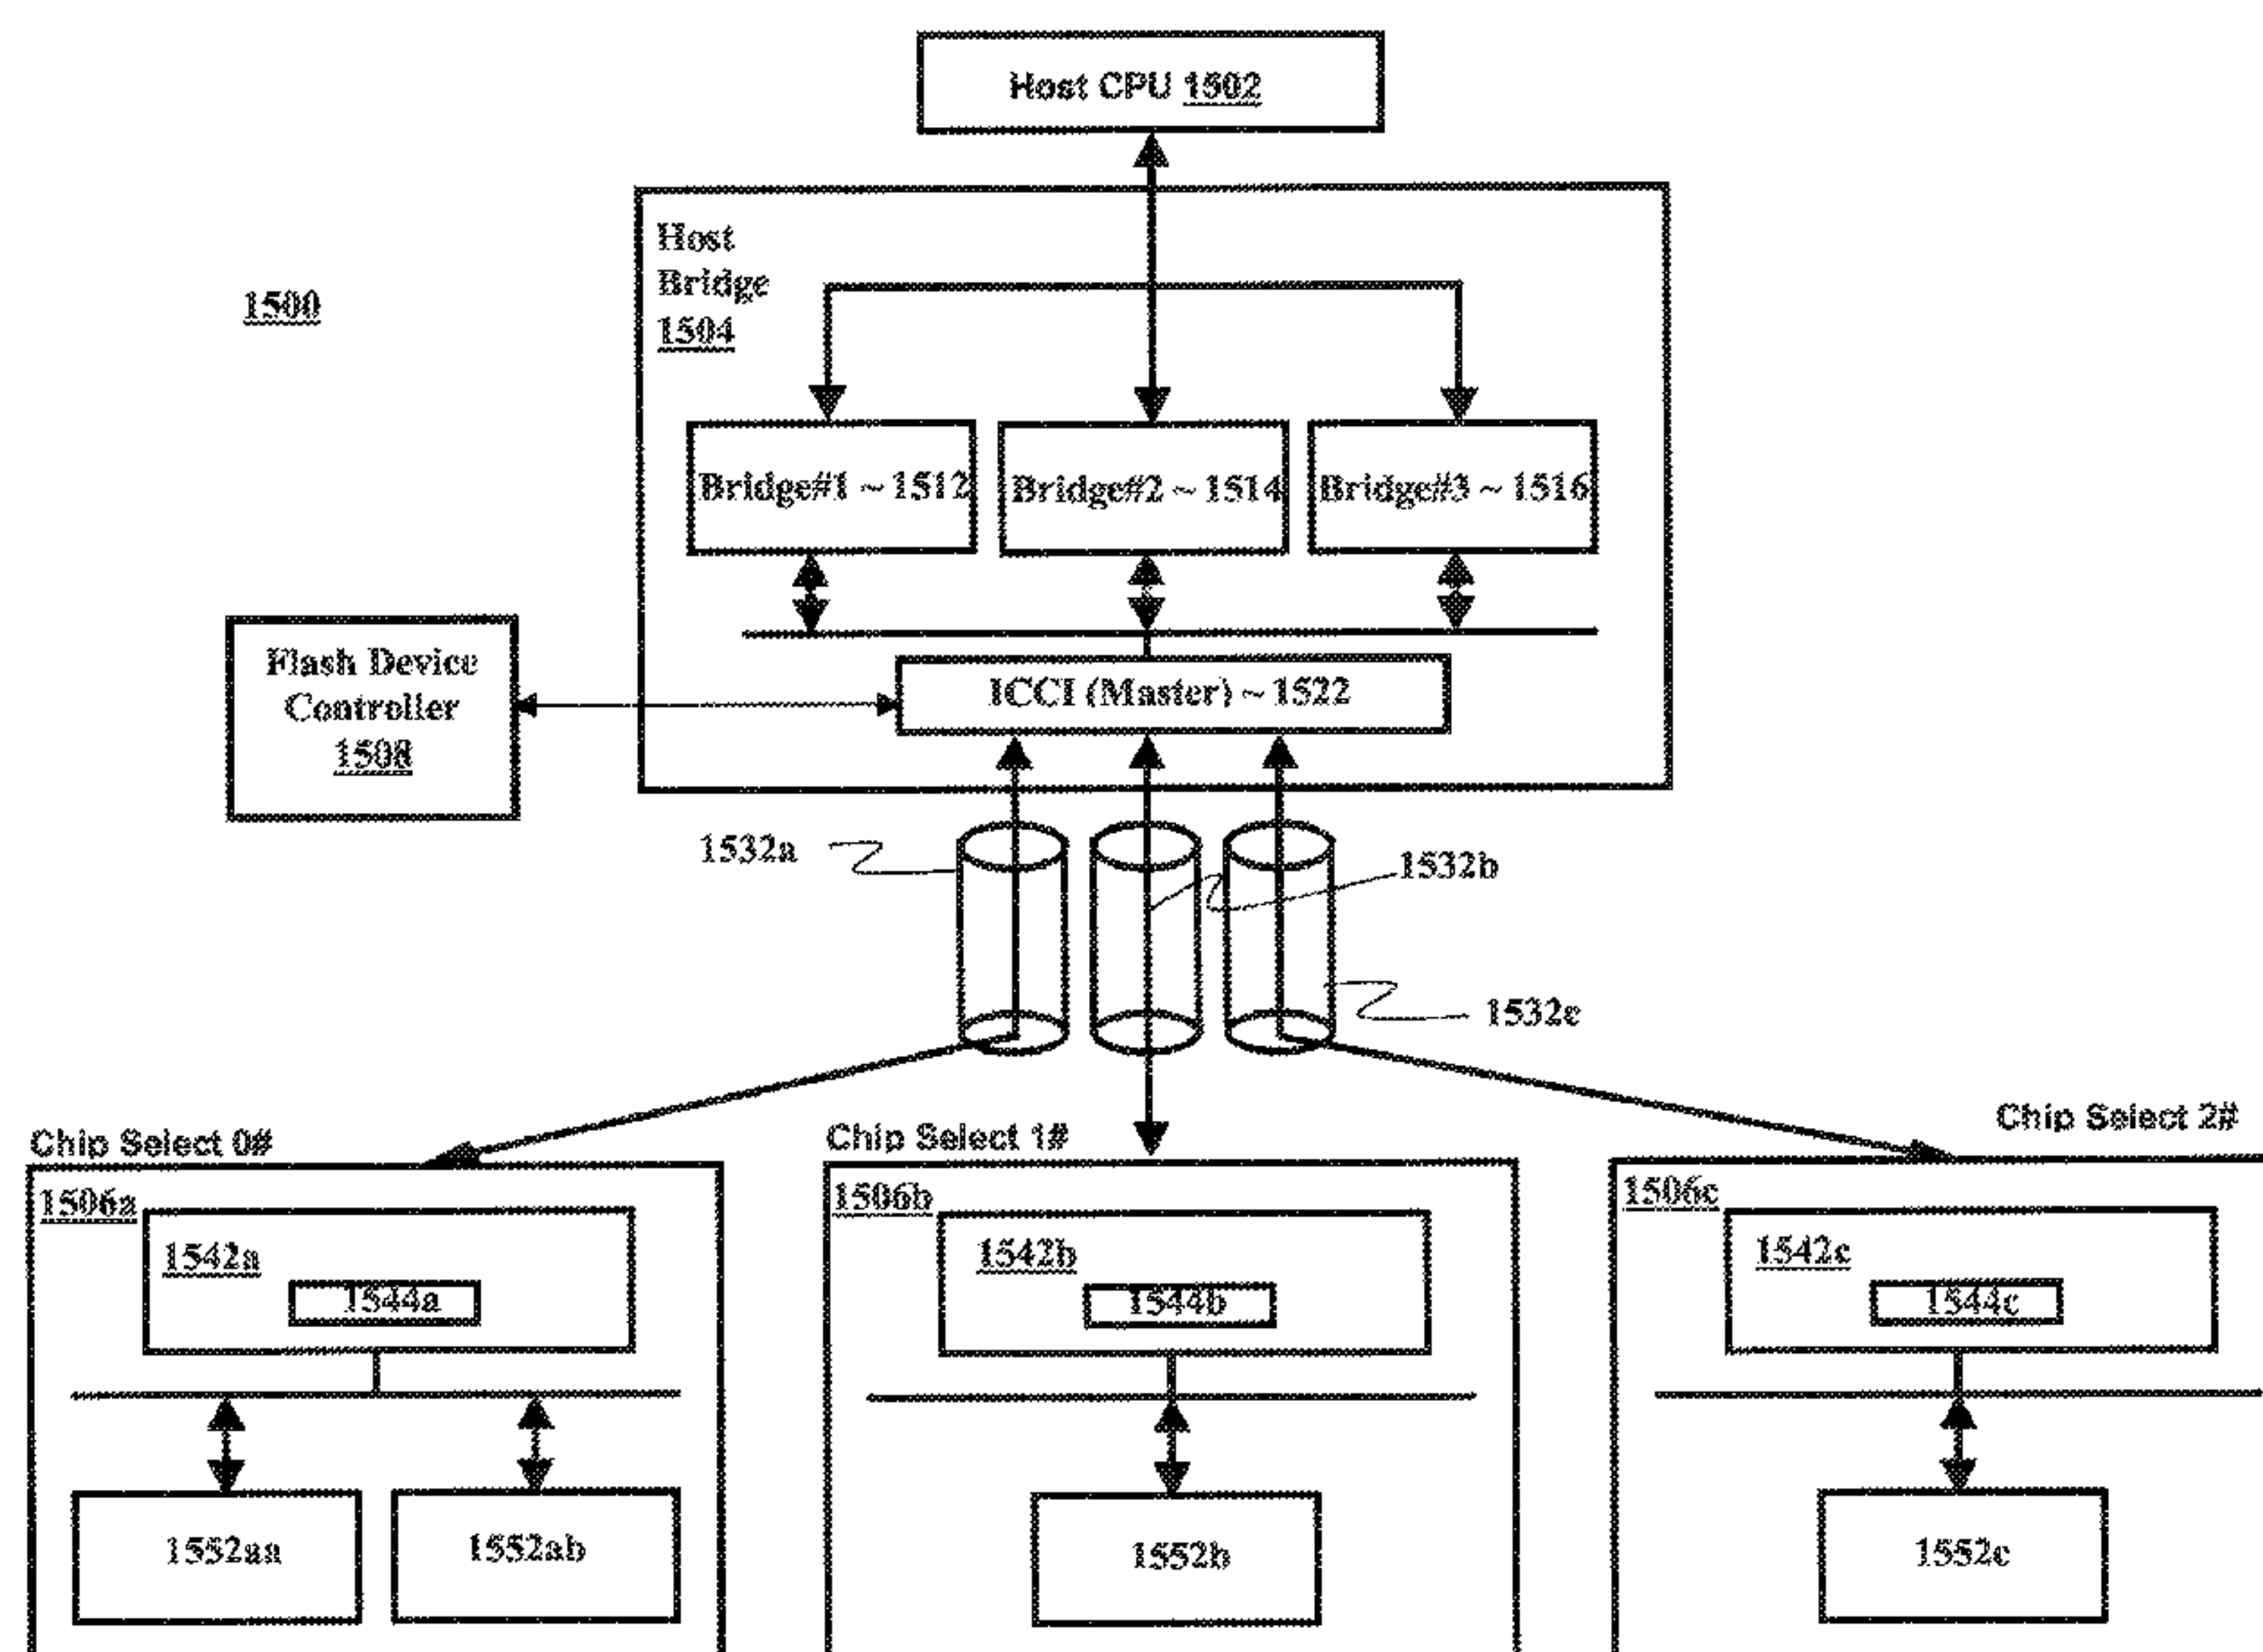 Host CPU 1502
Host
Bridge
1504
1500
Bridge#1 ~ 1512
Bridge#2 ~ 1514
Bridge#3 ~ 1516
Flash Device
Controller
1508
ICCI (Master) ~ 1522
1532a
1532b
1532c
Chip Select 0#
Chip Select 1#
Chip Select 2#
1506a
1542a
1544a
1552aa
1552ab
1506b
1542b
1544b
1552b
1506c
1542c
1544c
1552c